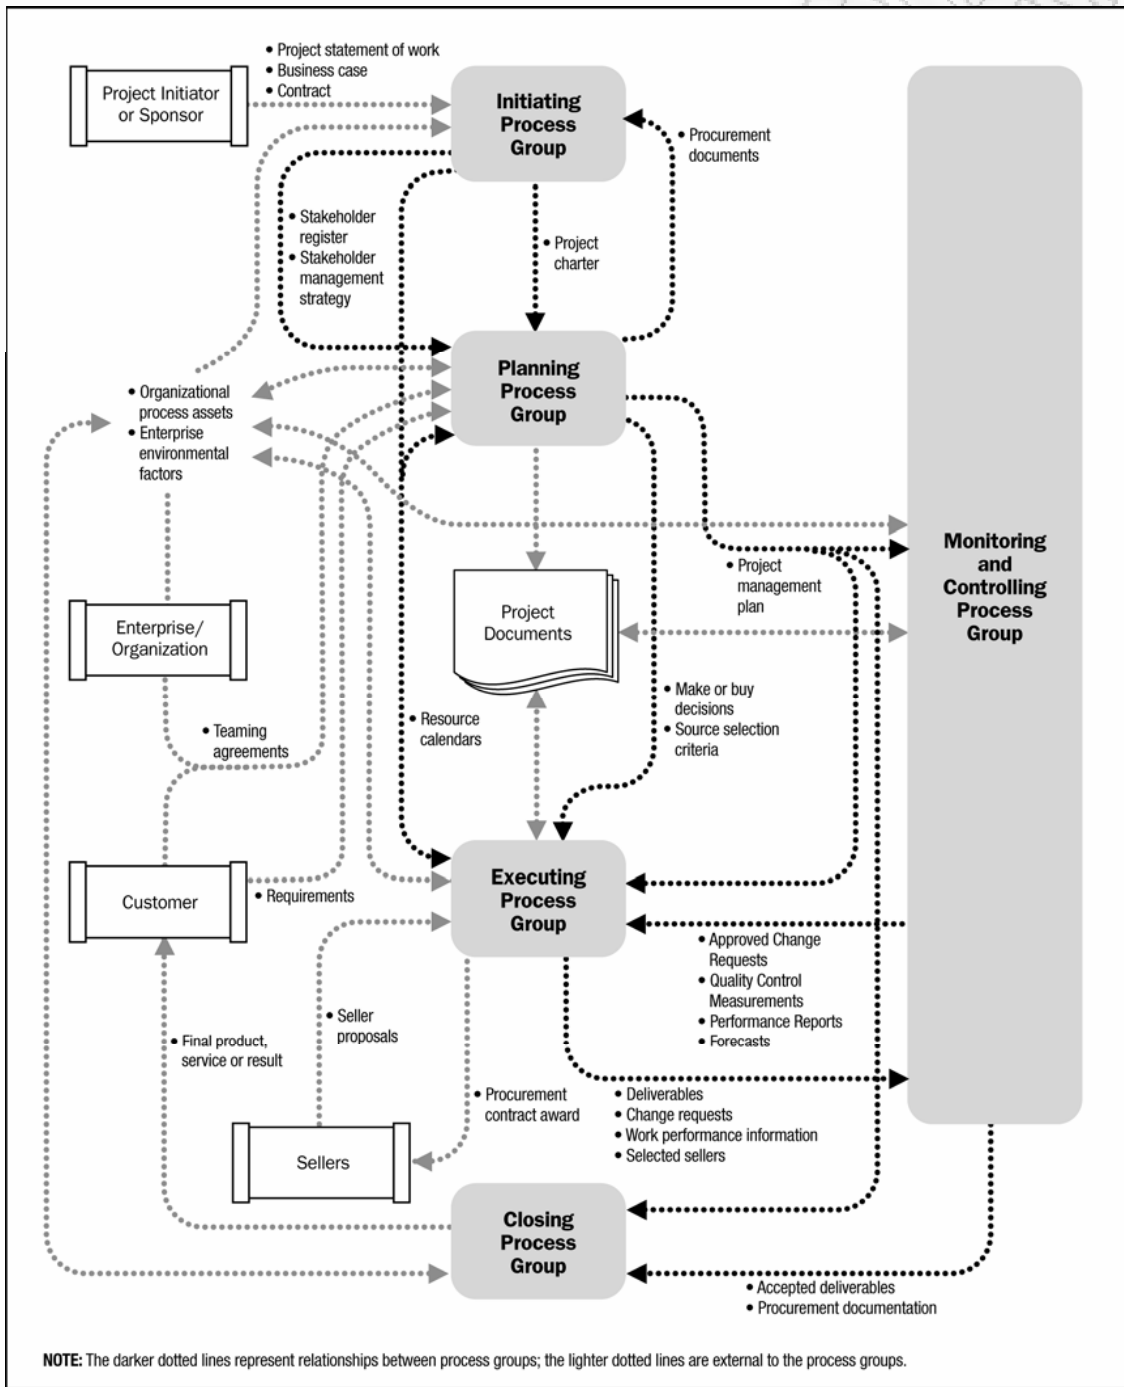 • Project statement of work
• Business case
• Contract
Project Initiator
or Sponsor
Initiating
Process
Group
• Procurement
documents
• Stakeholder
register
• Stakeholder
management
strategy
• Project
charter
Planning
Process
Group
• Organizational
process assets
• Enterprise
environmental
factors
Monitoring
and
Controlling
Process
Group
• Project
management
plan
Project
Documents
Enterprise/
Organization
• Make or buy
decisions
• Source selection
criteria
• Resource
calendars
• Teaming
agreements
Executing
Process
Group
Customer
• Requirements
• Approved Change
Requests
• Quality Control
Measurements
• Performance Reports
• Forecasts
• Seller
proposals
• Final product,
service or result
• Procurement
contract award
• Deliverables
• Change requests
• Work performance information
• Selected sellers
Sellers
Closing
Process
Group
• Accepted deliverables
• Procurement documentation
NOTE: The darker dotted lines represent relationships between process groups; the lighter dotted lines are external to the process groups.